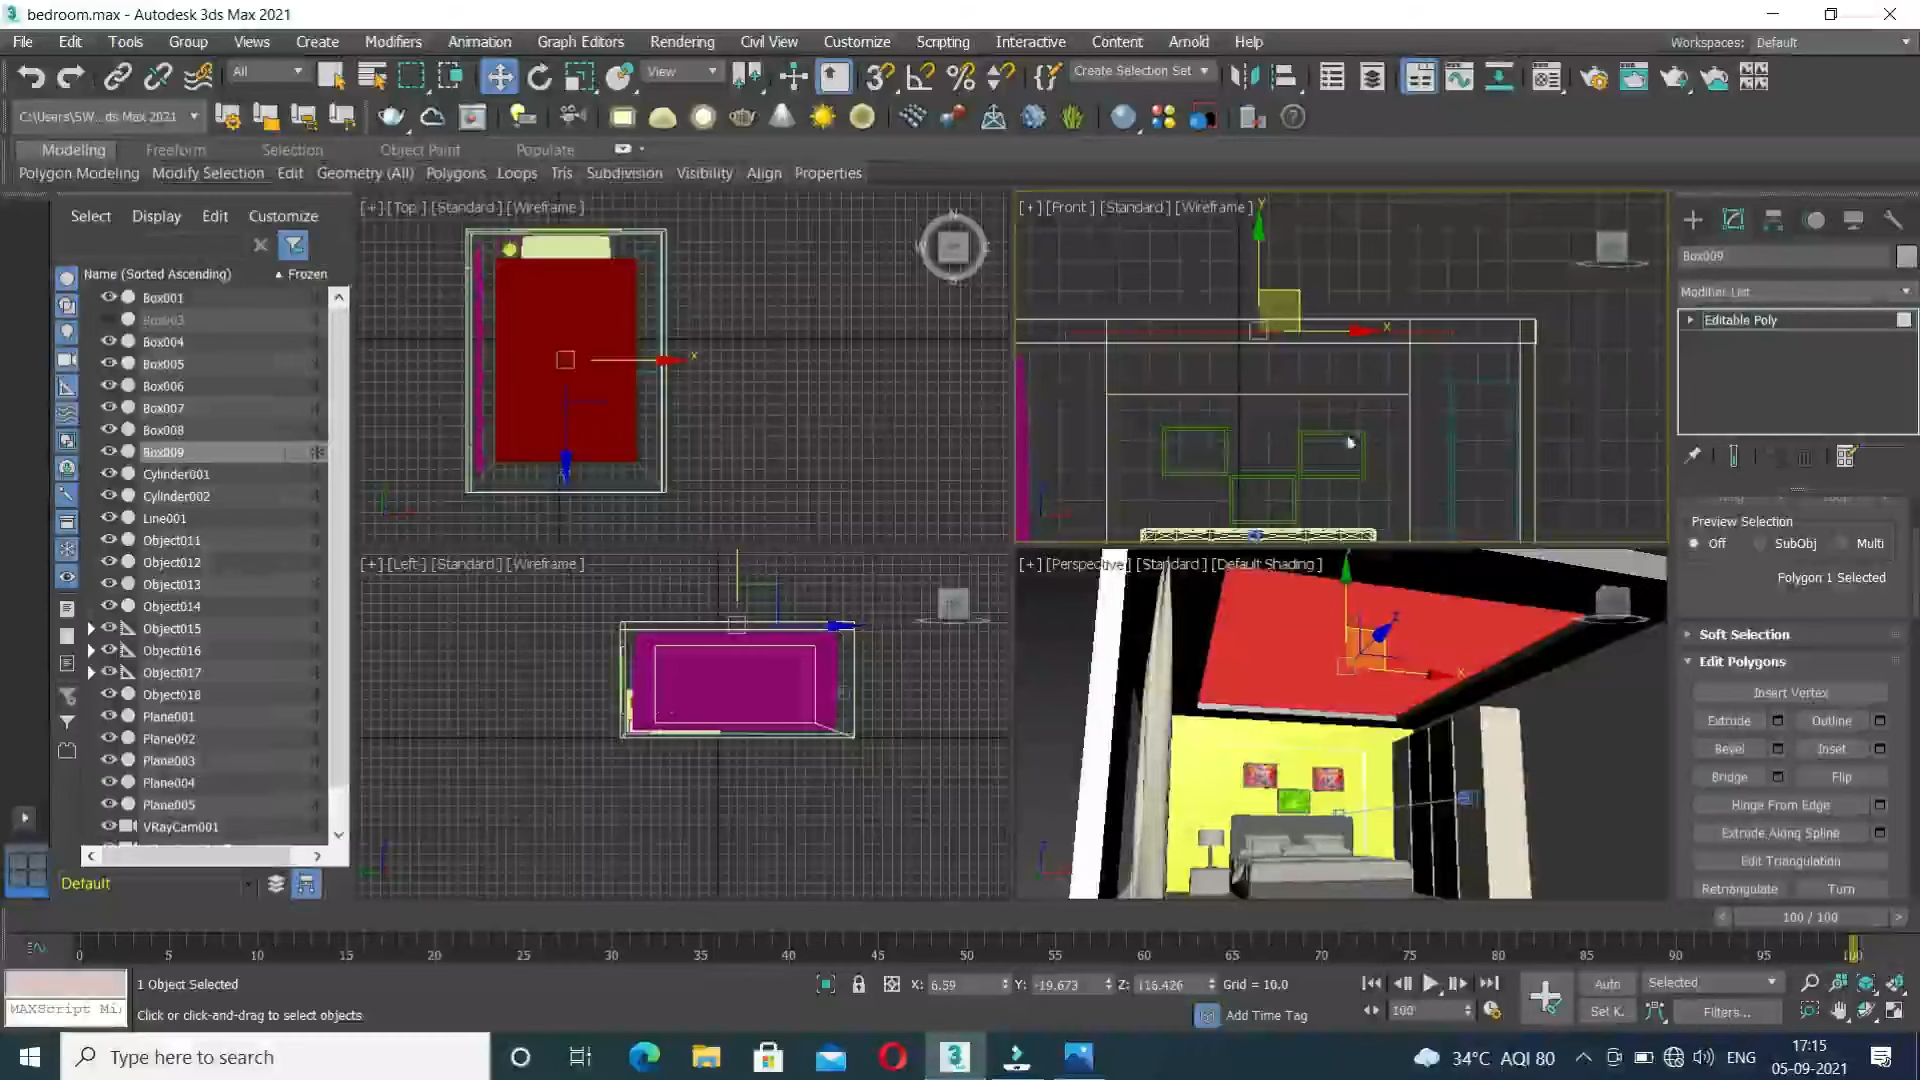 bedroom.max - Autodesk 3ds Max 2021
File Edit Tools Group Views Create Modifiers Animation Graph Editors Rendering Civil View Customize Scripting Interactive Content Arnold Help Workspaces: Default
All View Create Selection Set
C:\Users\SW...ds Max 2021
Modeling Freeform Selection Object Paint Populate
Polygon Modeling Modify Selection Edit Geometry (All) Polygons Loops Tris Subdivision Visibility Align Properties
Select Display Edit Customize
Name (Sorted Ascending) ▲ Frozen
Box001
Box003
Box004
Box005
Box006
Box007
Box008
Box009
Cylinder001
Cylinder002
Line001
Object011
Object012
Object013
Object014
Object015
Object016
Object017
Object018
Plane001
Plane002
Plane003
Plane004
Plane005
VRayCam001
Default
[+] [Top ] [Standard ] [Wireframe ]
[+] [Front ] [Standard ] [Wireframe ]
[+] [Left ] [Standard ] [Wireframe ]
[+] [Perspective ] [Standard ] [Default Shading ]
N
W
x
Y
X
X
Box009
Modifier List
Editable Poly
Preview Selection
Off SubObj Multi
Polygon 1 Selected
Soft Selection
Edit Polygons
Insert Vertex
Extrude Outline
Bevel Inset
Bridge Flip
Hinge From Edge
Extrude Along Spline
Edit Triangulation
Retriangulate Turn
< 100 / 100 >
0 5 10 15 20 25 30 35 40 45 50 55 60 65 70 75 80 85 90 95 100
1 Object Selected
X: 6.59 Y: -19.673 Z: 116.426 Grid = 10.0
Auto Selected
MAXScript Mi
Click or click-and-drag to select objects
Add Time Tag
100
Set K. Filters...
Type here to search
3
34°C AQI 80 ENG
17:15
05-09-2021